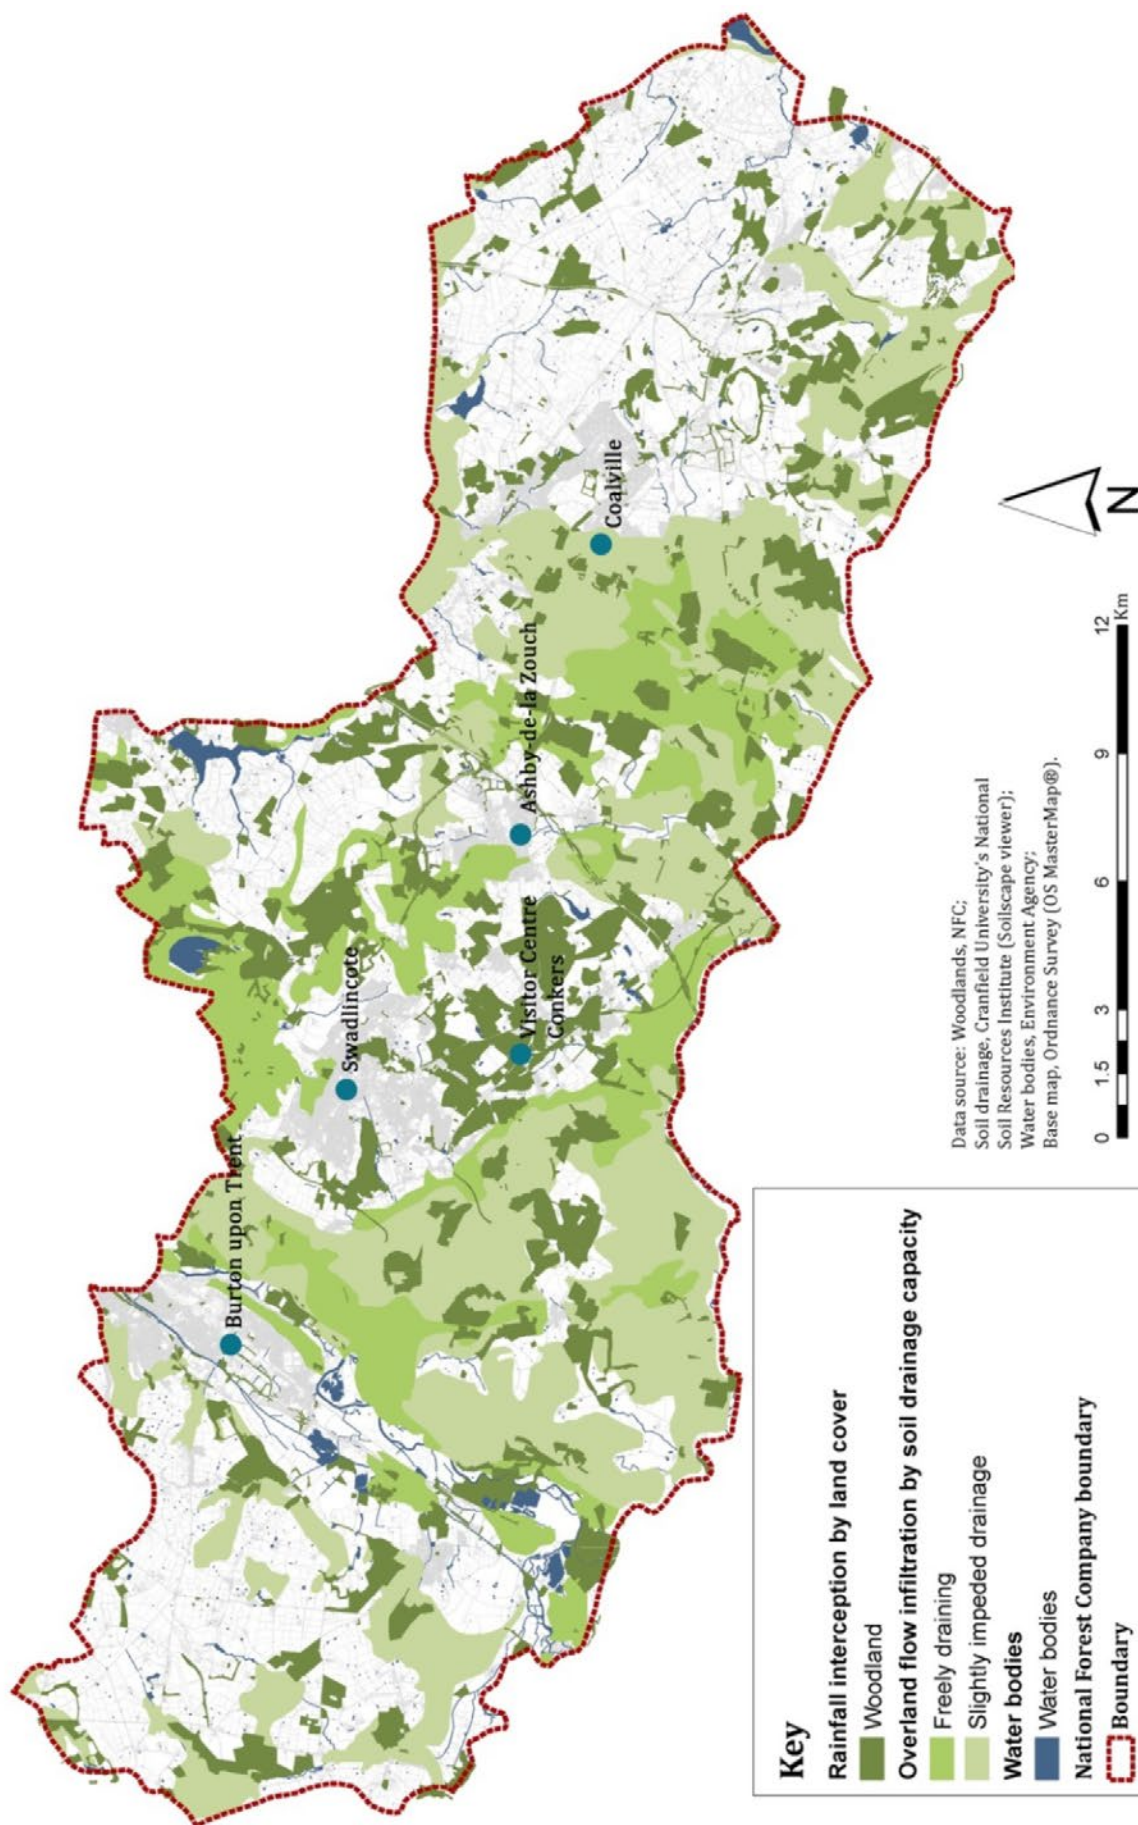 Burton upon Trent
Swadlincote
Visitor Centre
Conkers
Ashby-de-la Zouch
Coalville
Key
Rainfall interception by land cover
Woodland
Overland flow infiltration by soil drainage capacity
Freely draining
Slightly impeded drainage
Water bodies
Water bodies
National Forest Company boundary
Boundary
Data source: Woodlands, NFC;
Soil drainage, Cranfield University's National
Soil Resources Institute (Soilscape viewer);
Water bodies, Environment Agency;
Base map, Ordnance Survey (OS MasterMap®).
0 1.5 3 6 9 12
Km
N